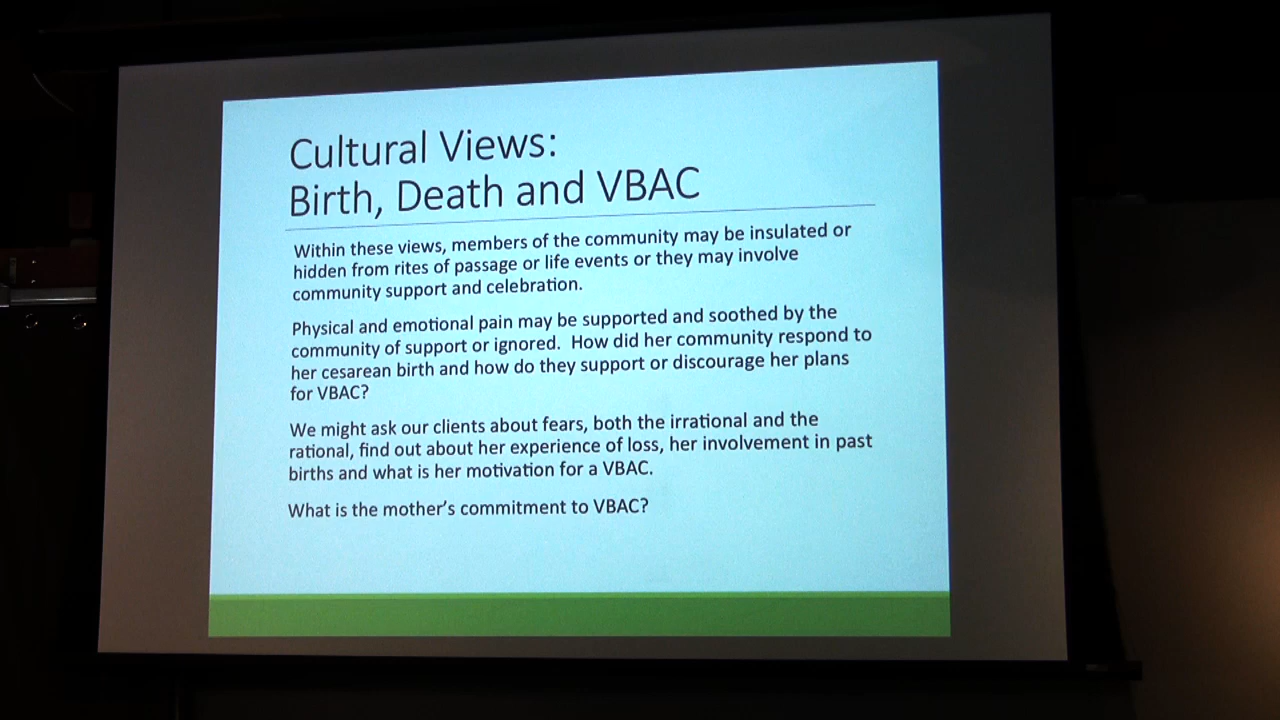 Cultural Views:
Birth, Death and VBAC
Within these views, members of the community may be insulated or
hidden from rites of passage or life events or they may involve
community support and celebration.
Physical and emotional pain may be supported and soothed by the
community of support or ignored.  How did her community respond to
her cesarean birth and how do they support or discourage her plans
for VBAC?
We might ask our clients about fears, both the irrational and the
rational, find out about her experience of loss, her involvement in past
births and what is her motivation for a VBAC.
What is the mother’s commitment to VBAC?